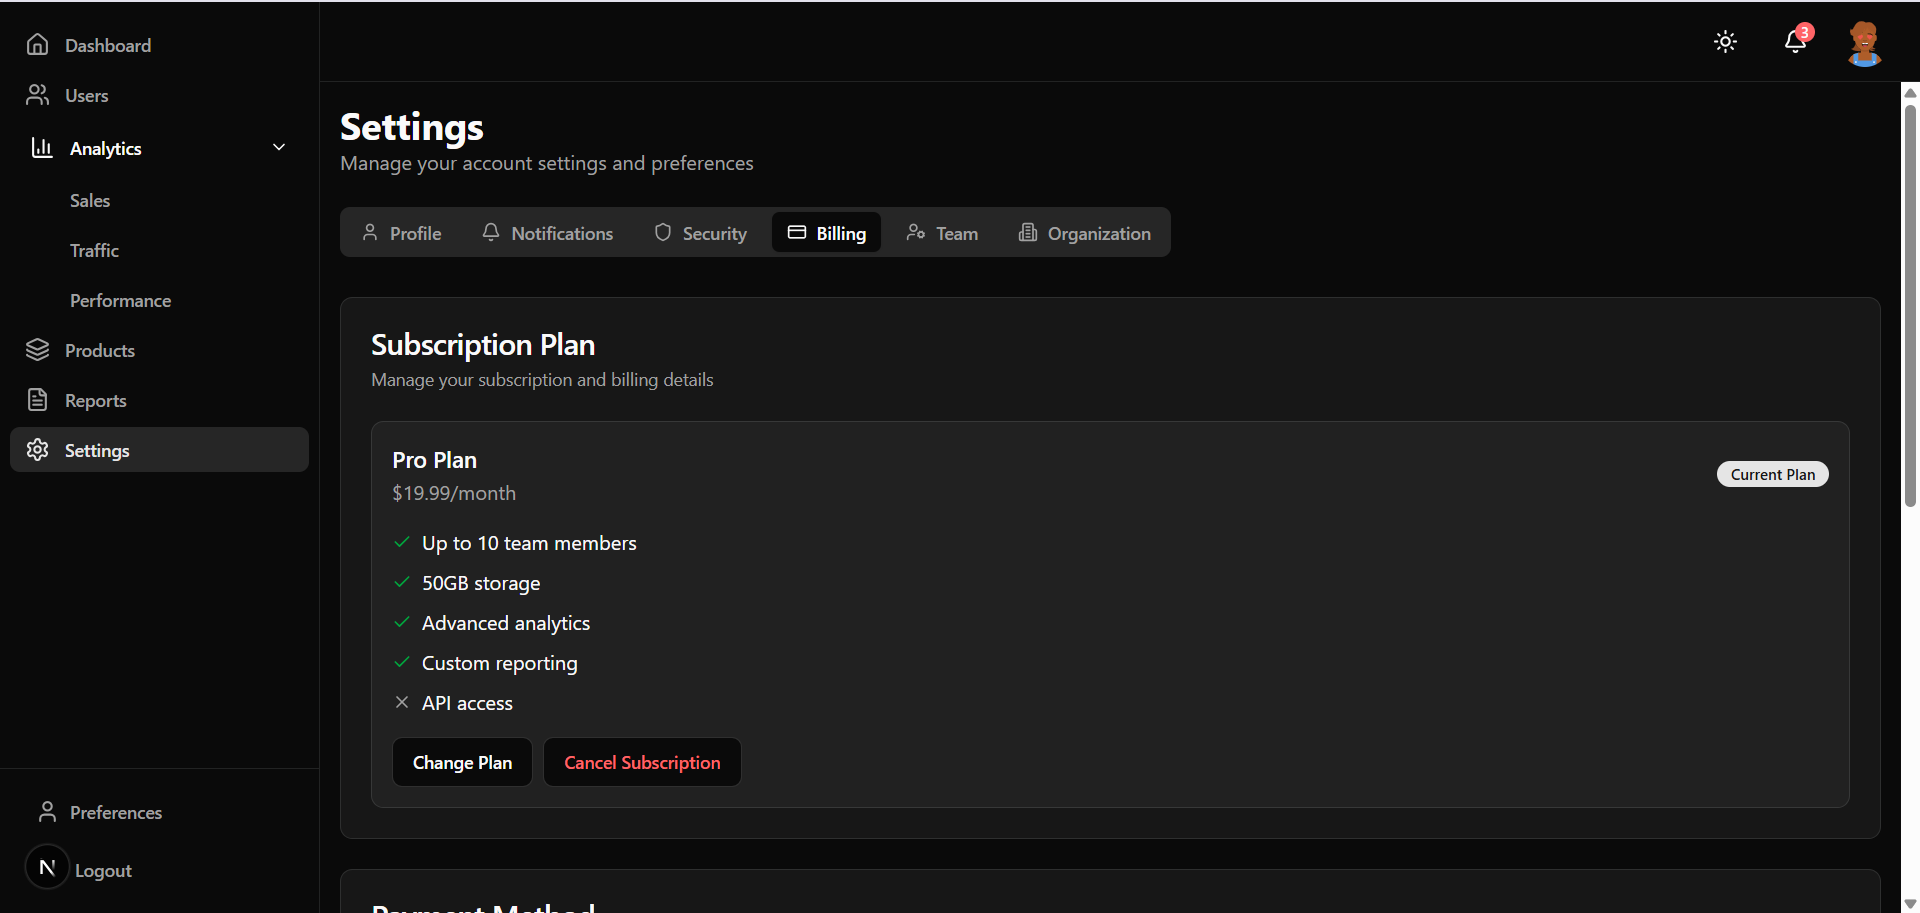 Dashboard
Users
Analytics
Sales
Traffic
Performance
Products
Reports
Settings
Preferences
N
Logout
3
Settings
Manage your account settings and preferences
Profile Notifications Security Billing Team Organization
Subscription Plan
Manage your subscription and billing details
Pro Plan
$19.99/month
Current Plan
Up to 10 team members
50GB storage
Advanced analytics
Custom reporting
API access
Change Plan Cancel Subscription
Payment Method